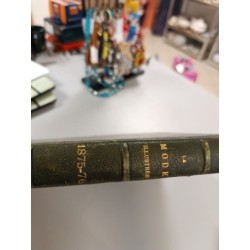 LA
MODE
ILLUSTRÉE
1875-76